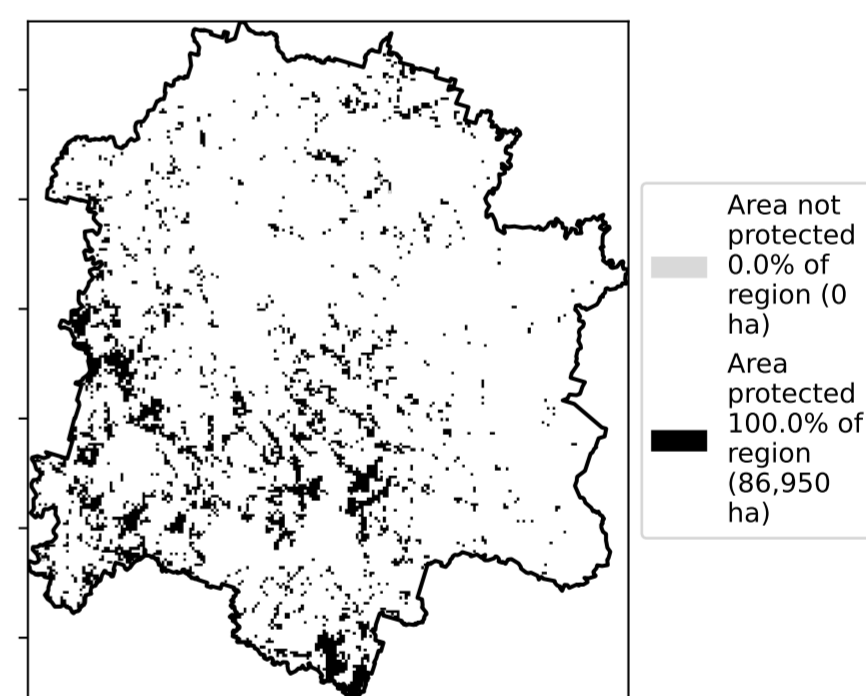 Area not
protected
0.0% of
region (0
ha)
Area
protected
100.0% of
region
(86,950
ha)